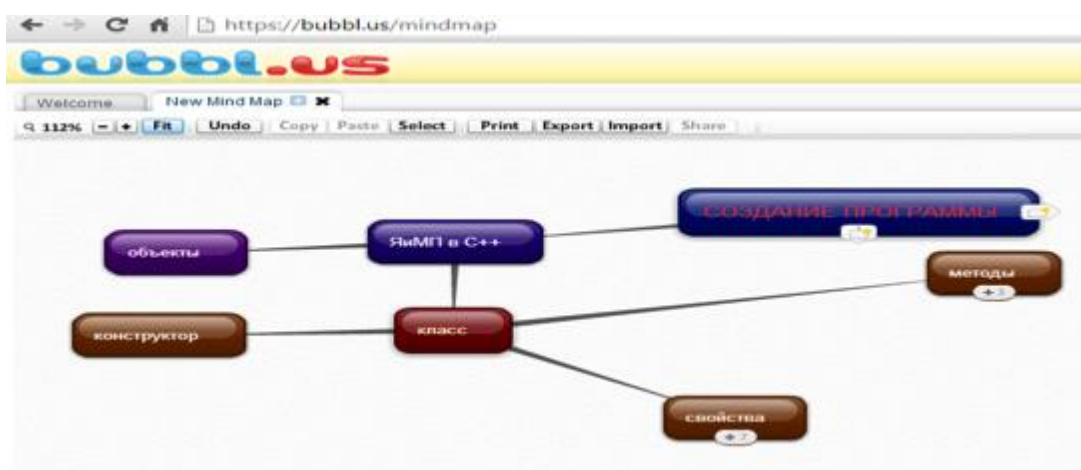 https://bubbl.us/mindmap
bubbl.us
Welcome New Mind Map
112% - + Fit Undo Copy Paste Select Print Export Import Share
СОЗДАНИЕ ПРОГРАММЫ
ЯиМП в С++
объекты
методы
класс
конструктор
свойства